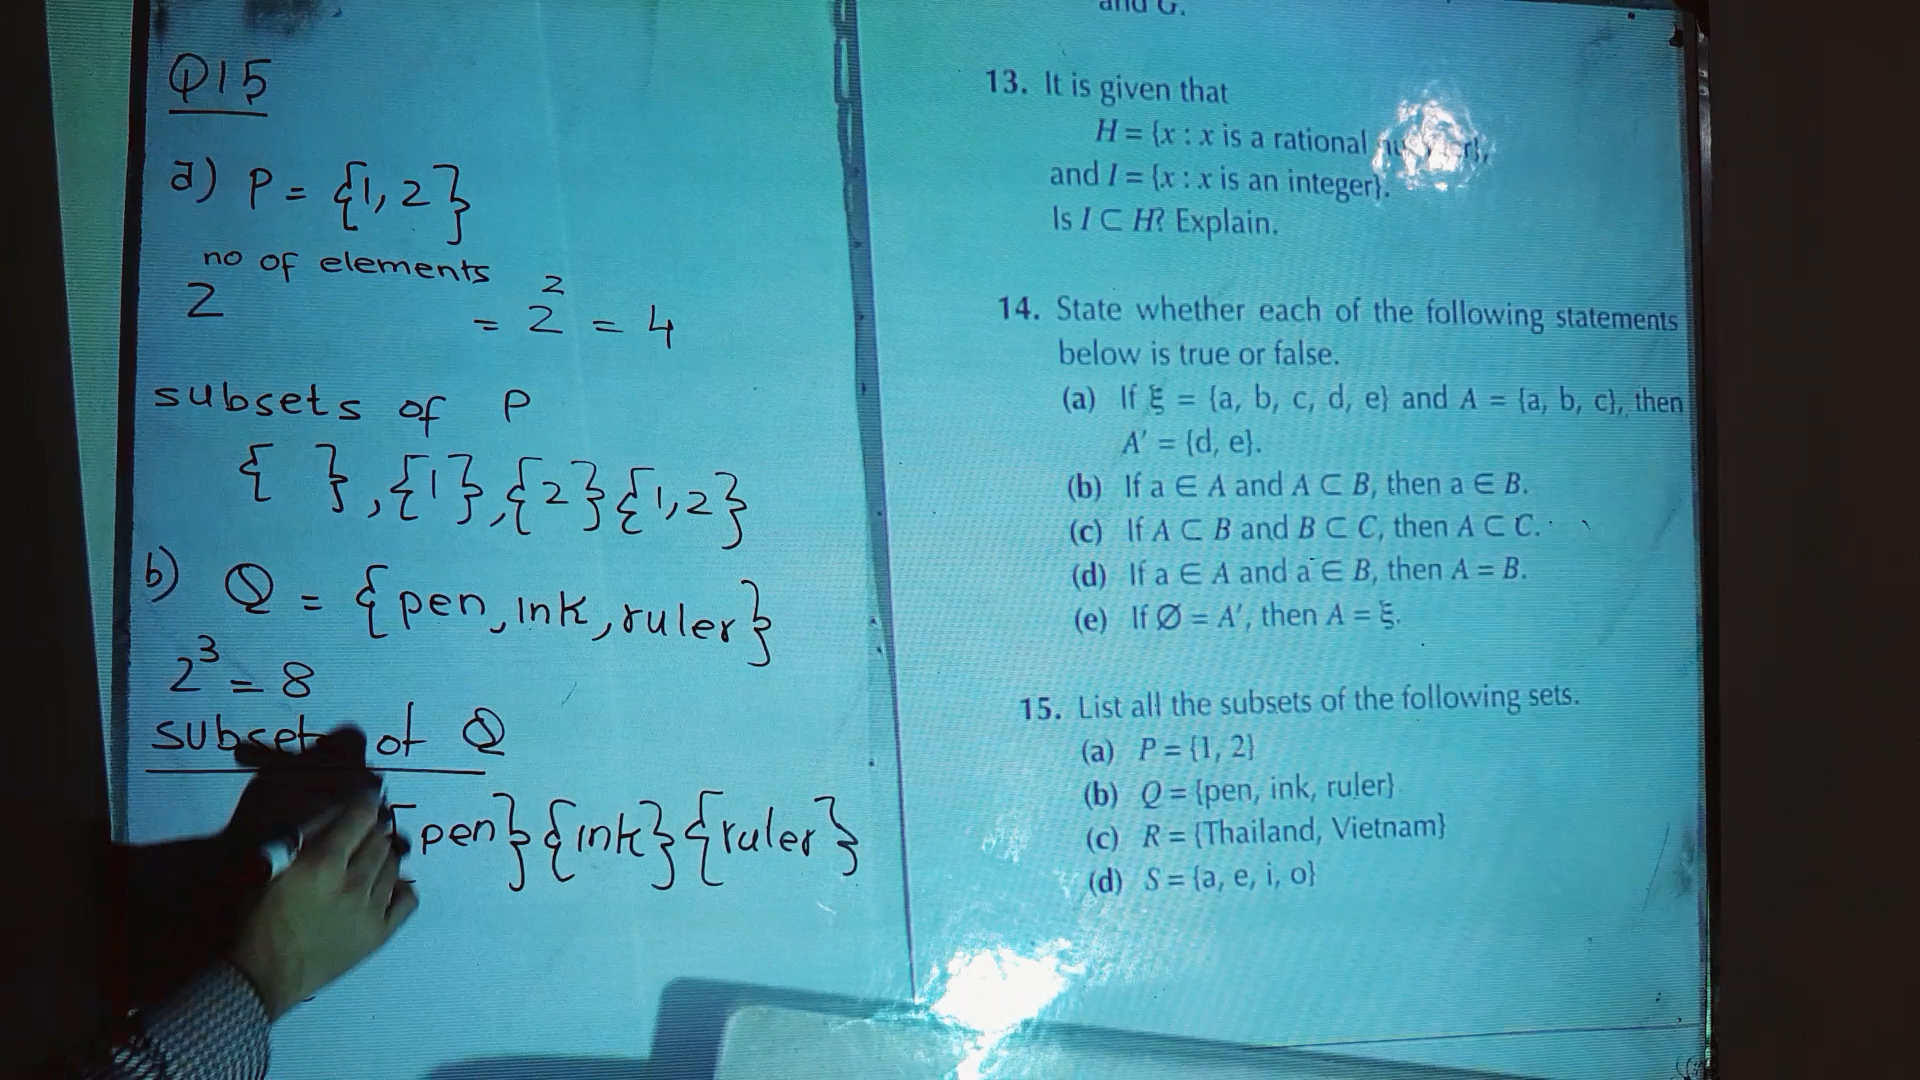 Q15
a) P = {1, 2}
2 no of elements = 2² = 4
subsets of P
{ }, {1}, {2} {1,2}
b) Q = {pen, ink, ruler}
2³ = 8
subsets of Q
{pen} {ink} {ruler}
and G.
13. It is given that
H = {x : x is a rational
and I = {x : x is an integer}.
Is I ⊂ H? Explain.
14. State whether each of the following statements
below is true or false.
(a) If ξ = {a, b, c, d, e} and A = {a, b, c}, then
A′ = {d, e}.
(b) If a ∈ A and A ⊂ B, then a ∈ B.
(c) If A ⊂ B and B ⊂ C, then A ⊂ C.
(d) If a ∈ A and a ∈ B, then A = B.
(e) If Ø = A′, then A = ξ.
15. List all the subsets of the following sets.
(a) P = {1, 2}
(b) Q = {pen, ink, ruler}
(c) R = {Thailand, Vietnam}
(d) S = {a, e, i, o}